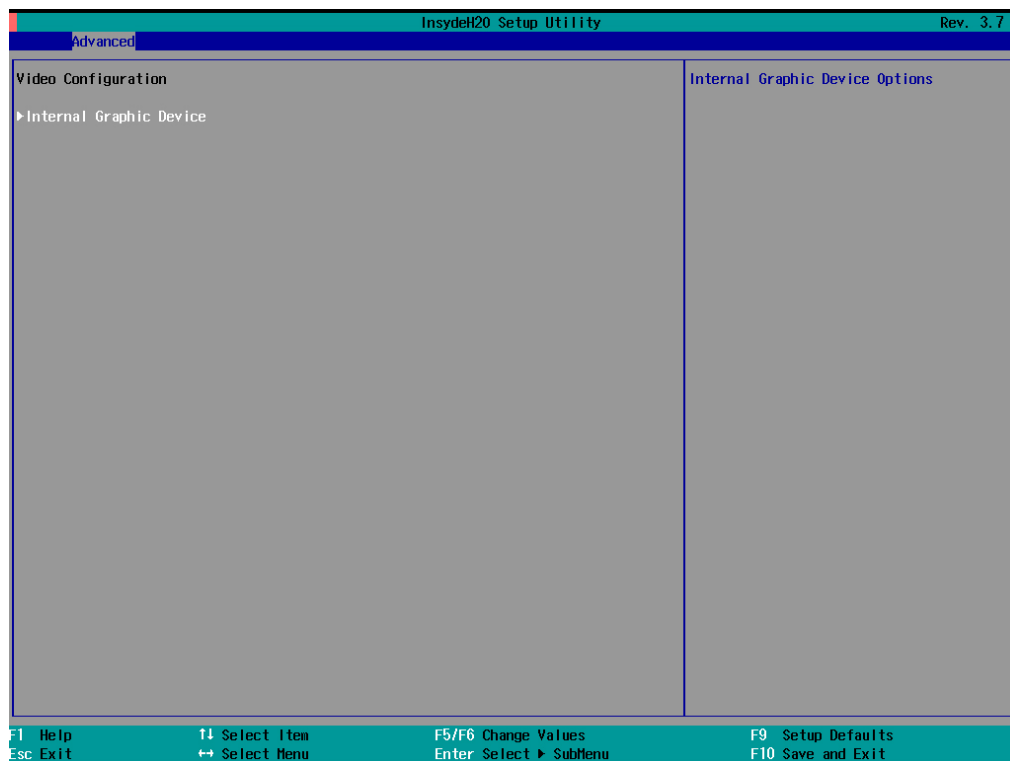 InsydeH2O Setup Utility Rev. 3.7
Advanced
Video Configuration
Internal Graphic Device Options
▶Internal Graphic Device
F1 Help ↑↓ Select Item F5/F6 Change Values F9 Setup Defaults
Esc Exit ↔ Select Menu Enter Select ▶ SubMenu F10 Save and Exit